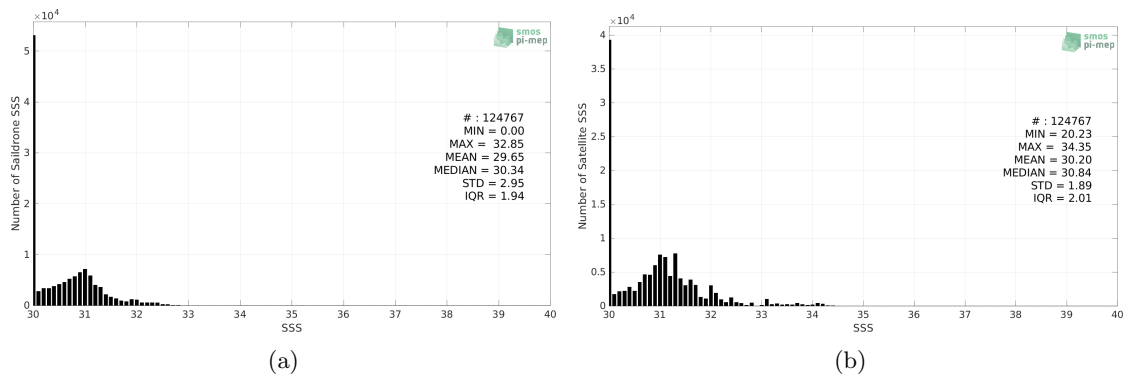 ×10⁴
smos
pi-mep
5
4
3
2
1
0
Number of Saildrone SSS
# : 124767
MIN = 0.00
MAX = 32.85
MEAN = 29.65
MEDIAN = 30.34
STD = 2.95
IQR = 1.94
30 31 32 33 34 35 36 37 38 39 40
SSS
(a)
×10⁴
smos
pi-mep
4
3.5
3
2.5
2
1.5
1
0.5
0
Number of Satellite SSS
# : 124767
MIN = 20.23
MAX = 34.35
MEAN = 30.20
MEDIAN = 30.84
STD = 1.89
IQR = 2.01
30 31 32 33 34 35 36 37 38 39 40
SSS
(b)